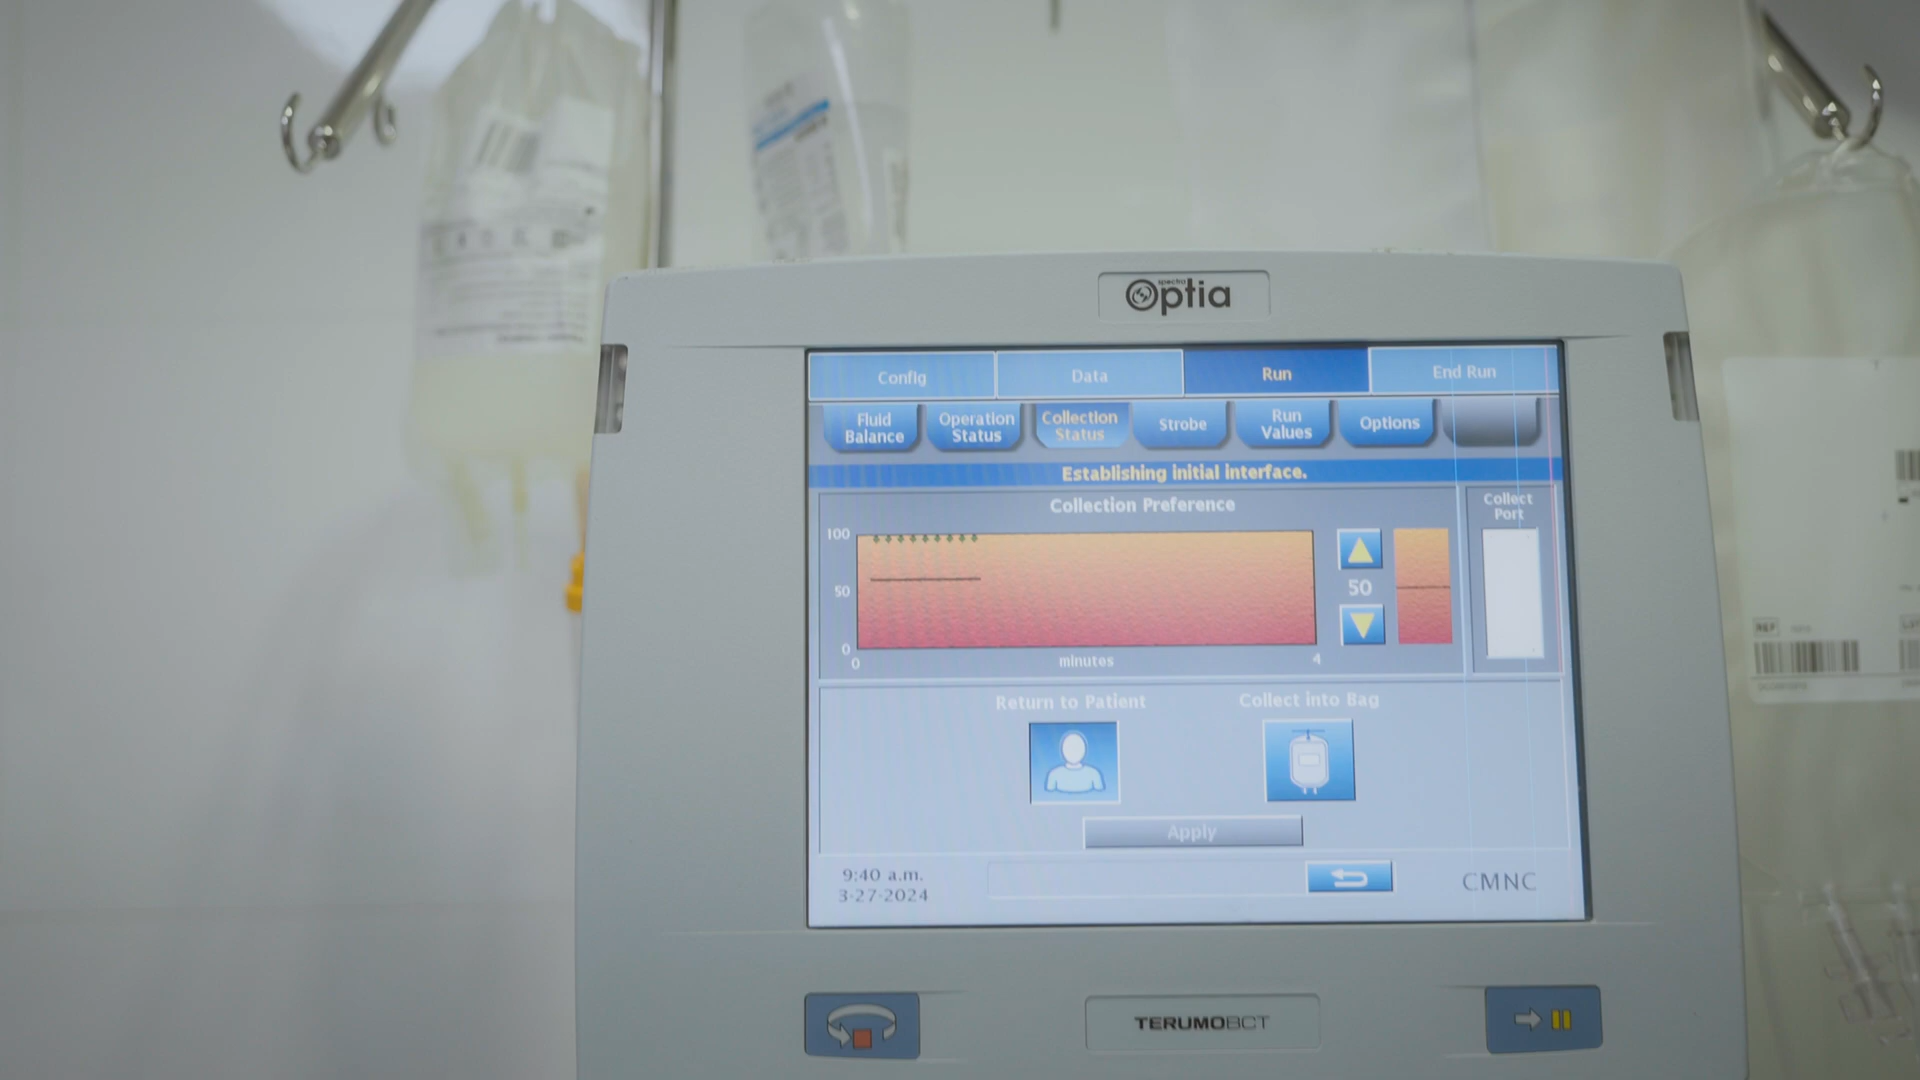 spectra
Optia
Config
Data
Run
End Run
Fluid
Balance
Operation
Status
Collection
Status
Strobe
Run
Values
Options
Establishing initial interface.
Collection Preference
Collect
Port
100
50
0
0
minutes
4
50
Return to Patient
Collect into Bag
Apply
9:40 a.m.
3-27-2024
CMNC
TERUMOBCT
REF